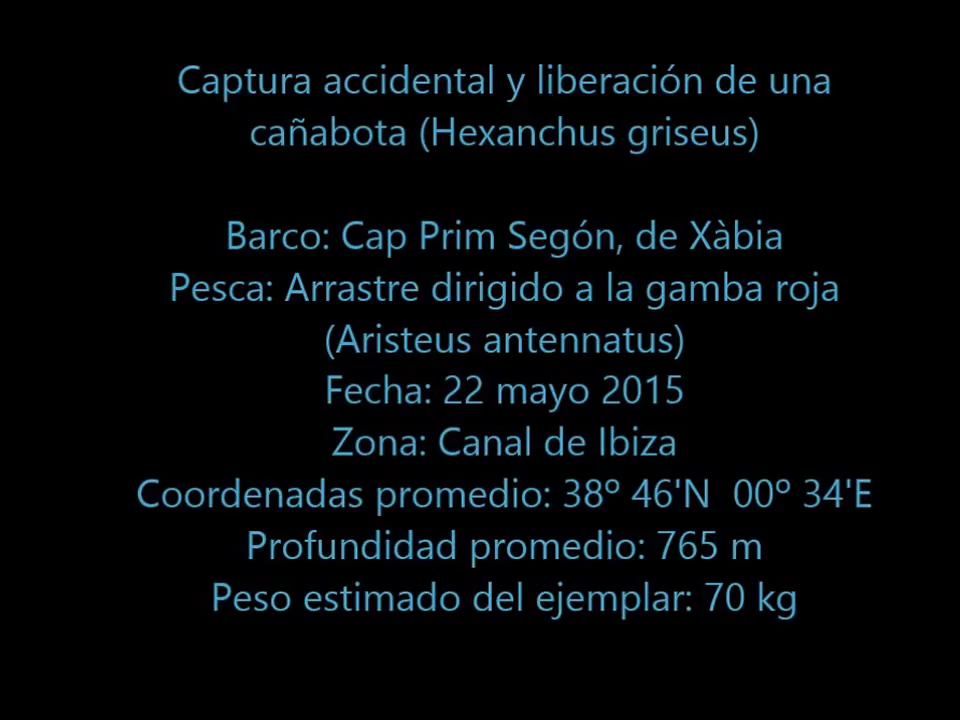 Captura accidental y liberación de una
cañabota (Hexanchus griseus)
Barco: Cap Prim Segón, de Xàbia
Pesca: Arrastre dirigido a la gamba roja
(Aristeus antennatus)
Fecha: 22 mayo 2015
Zona: Canal de Ibiza
Coordenadas promedio: 38º 46'N  00º 34'E
Profundidad promedio: 765 m
Peso estimado del ejemplar: 70 kg